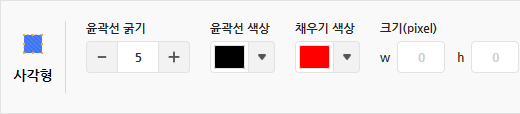 윤곽선 굵기
윤곽선 색상
채우기 색상
크기(pixel)
− 5 +
w 0 h 0
사각형